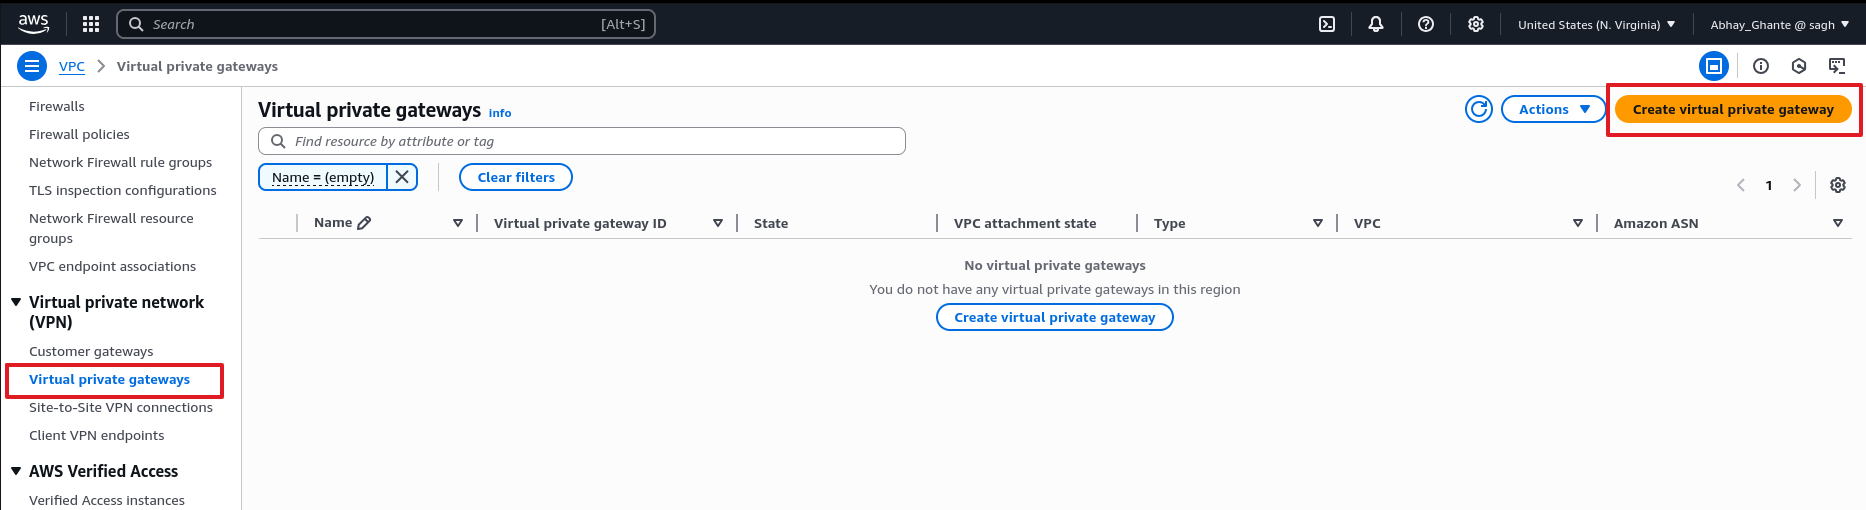 aws
Search [Alt+S]
United States (N. Virginia)
Abhay_Ghante @ sagh
VPC
Virtual private gateways
Firewalls
Firewall policies
Network Firewall rule groups
TLS inspection configurations
Network Firewall resource
groups
VPC endpoint associations
Virtual private network
(VPN)
Customer gateways
Virtual private gateways
Site-to-Site VPN connections
Client VPN endpoints
AWS Verified Access
Verified Access instances
Virtual private gateways Info
Actions
Create virtual private gateway
Find resource by attribute or tag
Name = (empty)
Clear filters
1
Name
Virtual private gateway ID
State
VPC attachment state
Type
VPC
Amazon ASN
No virtual private gateways
You do not have any virtual private gateways in this region
Create virtual private gateway